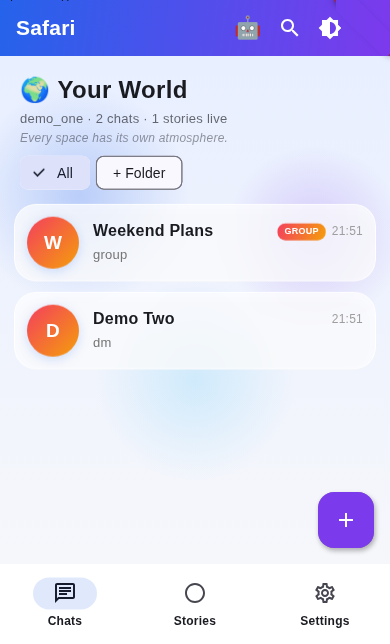 Safari
Your World
demo_one · 2 chats · 1 stories live
Every space has its own atmosphere.
All
+ Folder
W
Weekend Plans
GROUP
21:51
group
D
Demo Two
21:51
dm
Chats
Stories
Settings